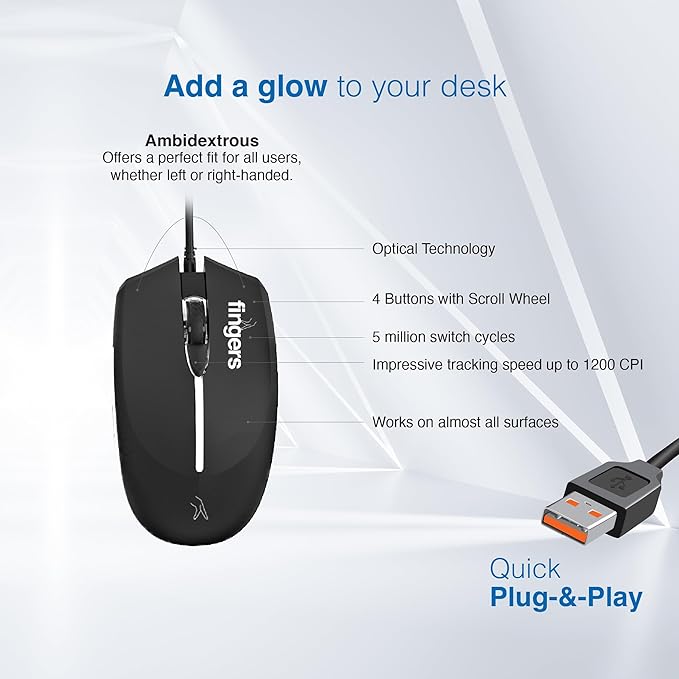 Add a glow to your desk
Ambidextrous
Offers a perfect fit for all users,
whether left or right-handed.
Optical Technology
4 Buttons with Scroll Wheel
5 million switch cycles
Impressive tracking speed up to 1200 CPI
Works on almost all surfaces
fingers
Quick
Plug-&-Play